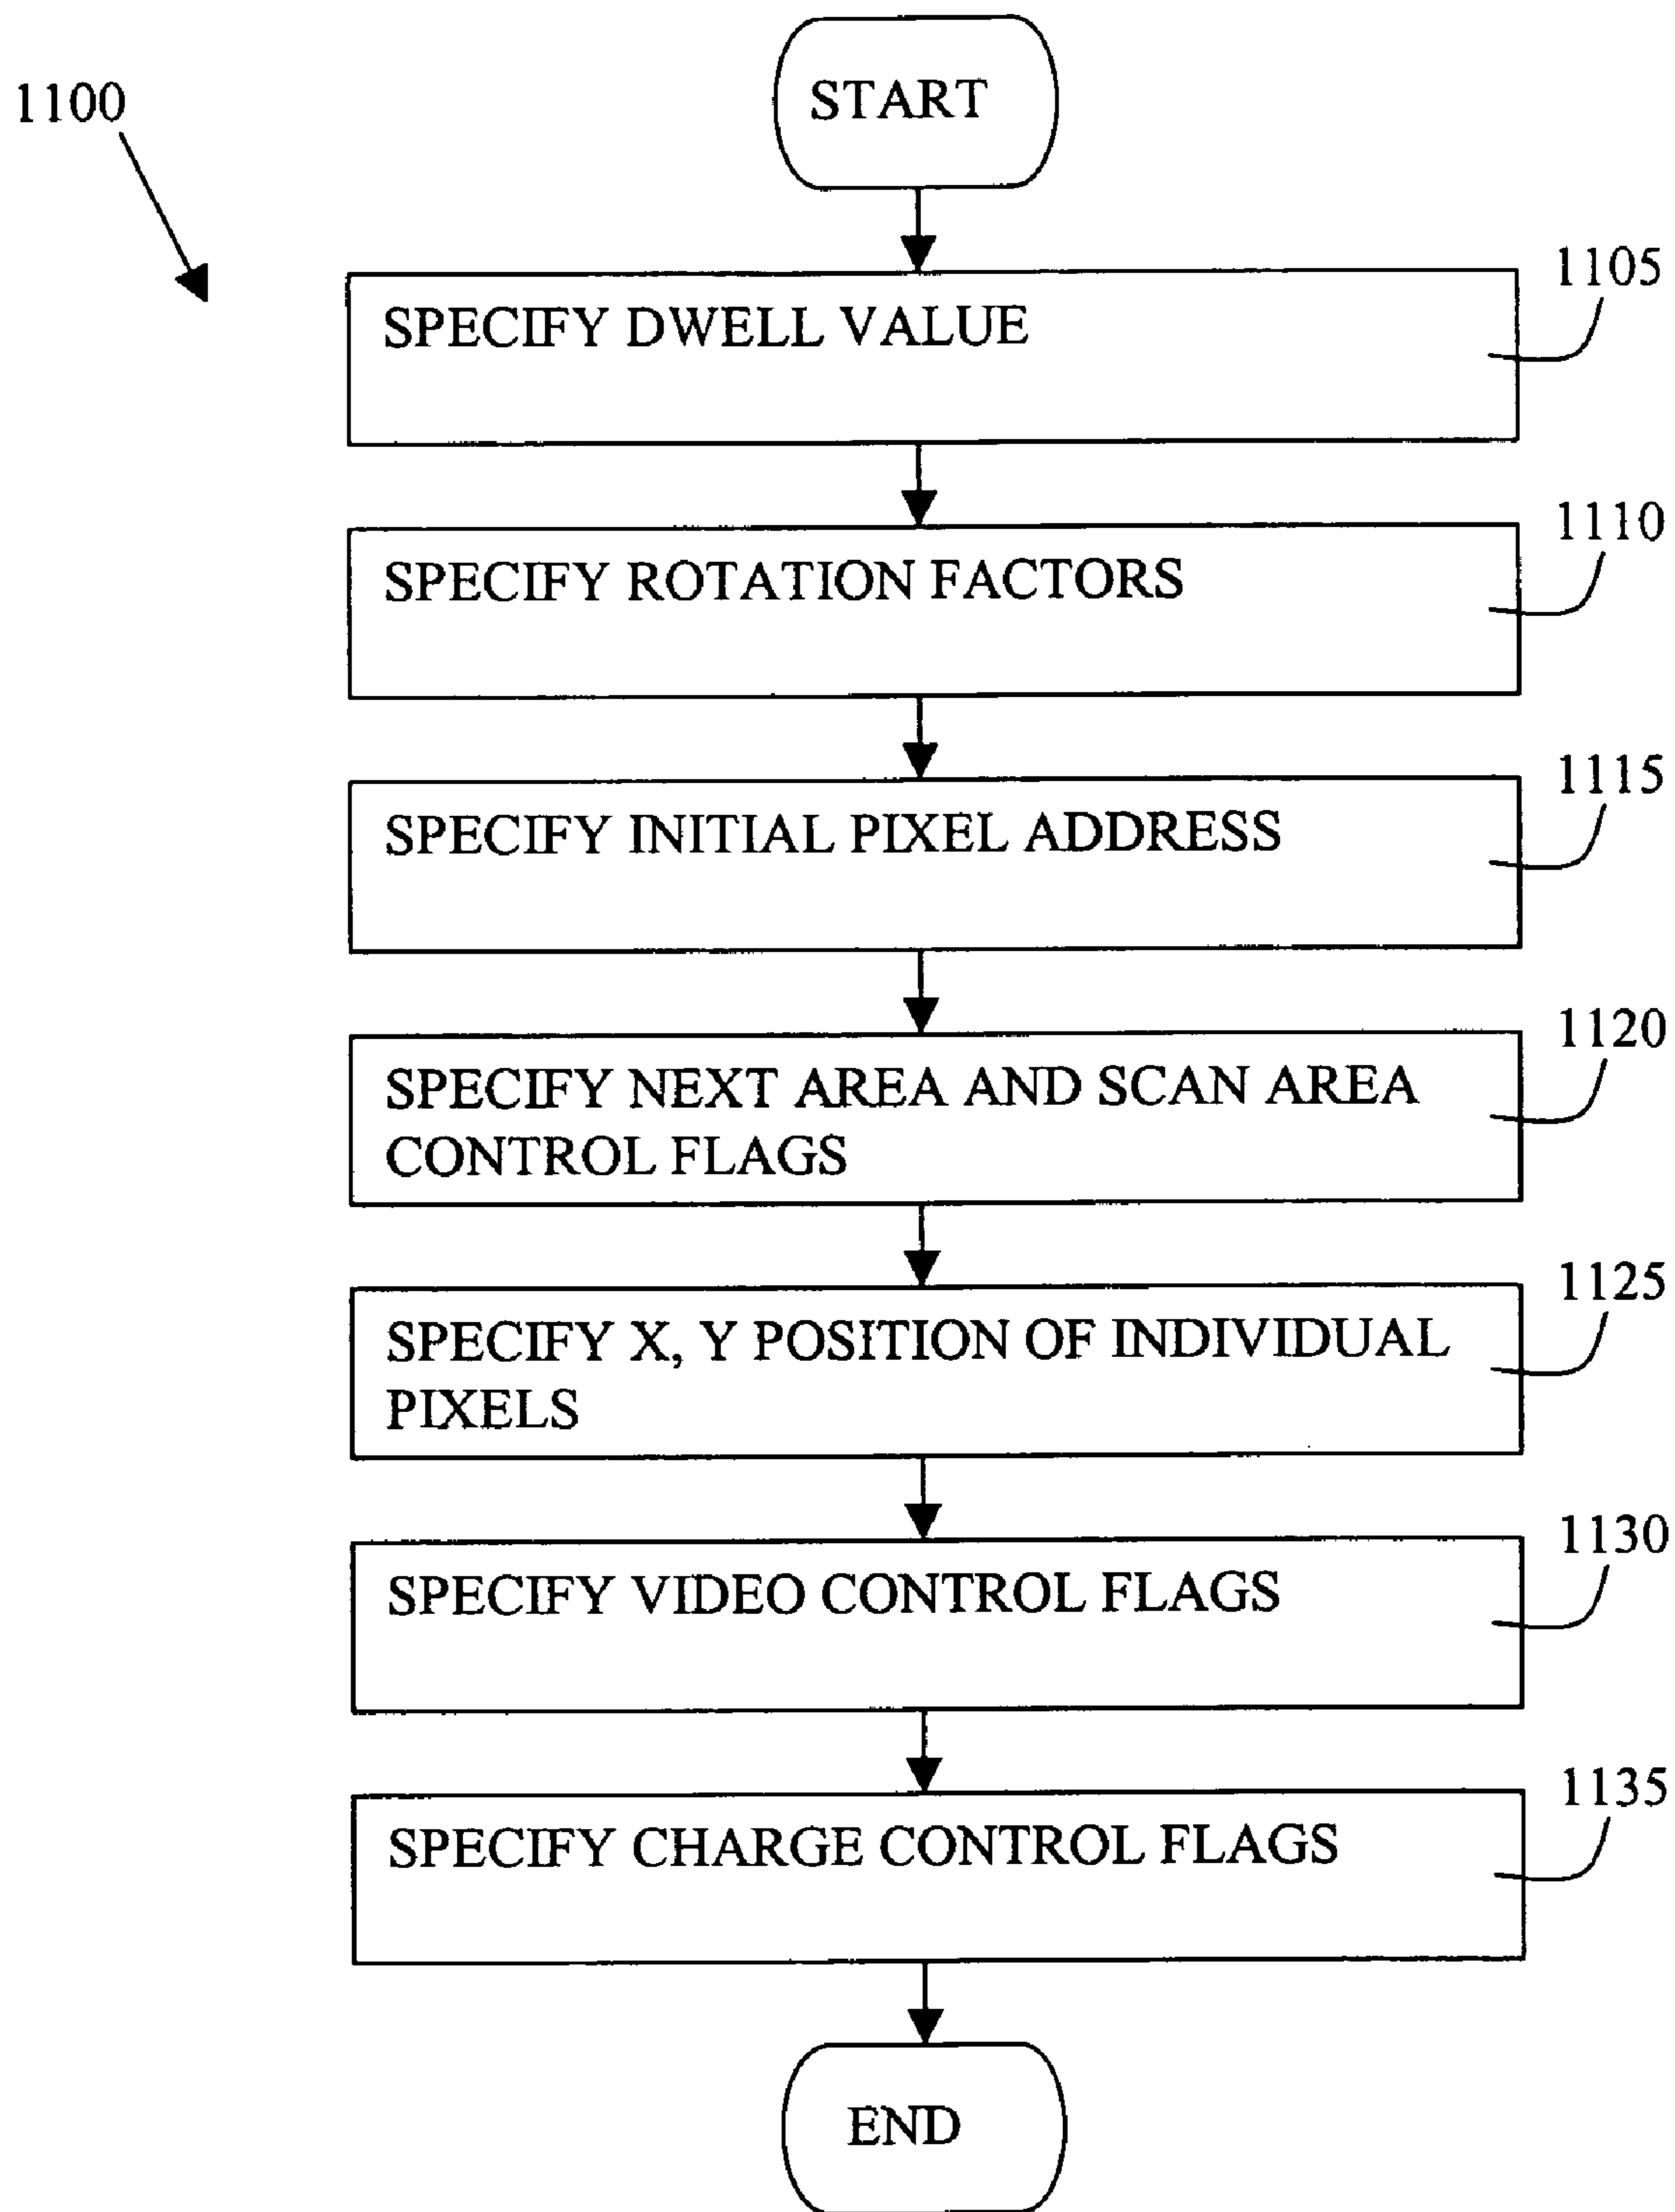 START
1100
1105
SPECIFY DWELL VALUE
1110
SPECIFY ROTATION FACTORS
1115
SPECIFY INITIAL PIXEL ADDRESS
1120
SPECIFY NEXT AREA AND SCAN AREA
CONTROL FLAGS
1125
SPECIFY X, Y POSITION OF INDIVIDUAL
PIXELS
1130
SPECIFY VIDEO CONTROL FLAGS
1135
SPECIFY CHARGE CONTROL FLAGS
END